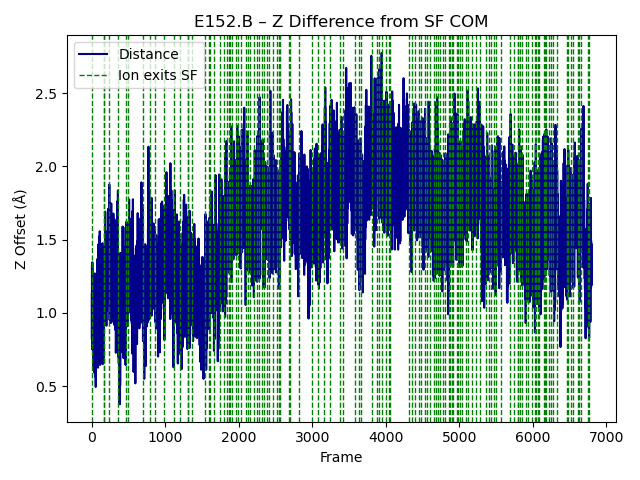 E152.B – Z Difference from SF COM
Distance
Ion exits SF
Z Offset (Å)
2.5
2.0
1.5
1.0
0.5
0 1000 2000 3000 4000 5000 6000 7000
Frame